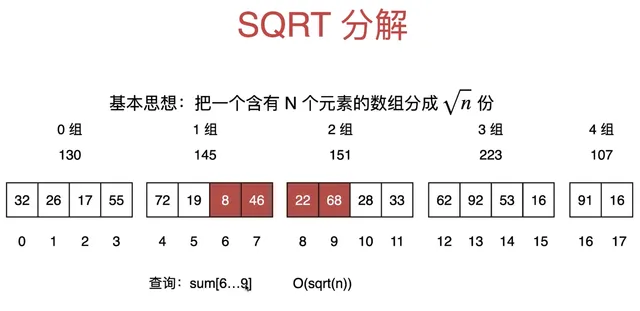 SQRT 分解
基本思想：把一个含有 N 个元素的数组分成 √n 份
0 组 1 组 2 组 3 组 4 组
130 145 151 223 107
32 26 17 55 72 19 8 46 22 68 28 33 62 92 53 16 91 16
0 1 2 3 4 5 6 7 8 9 10 11 12 13 14 15 16 17
查询：sum[6…9] O(sqrt(n))